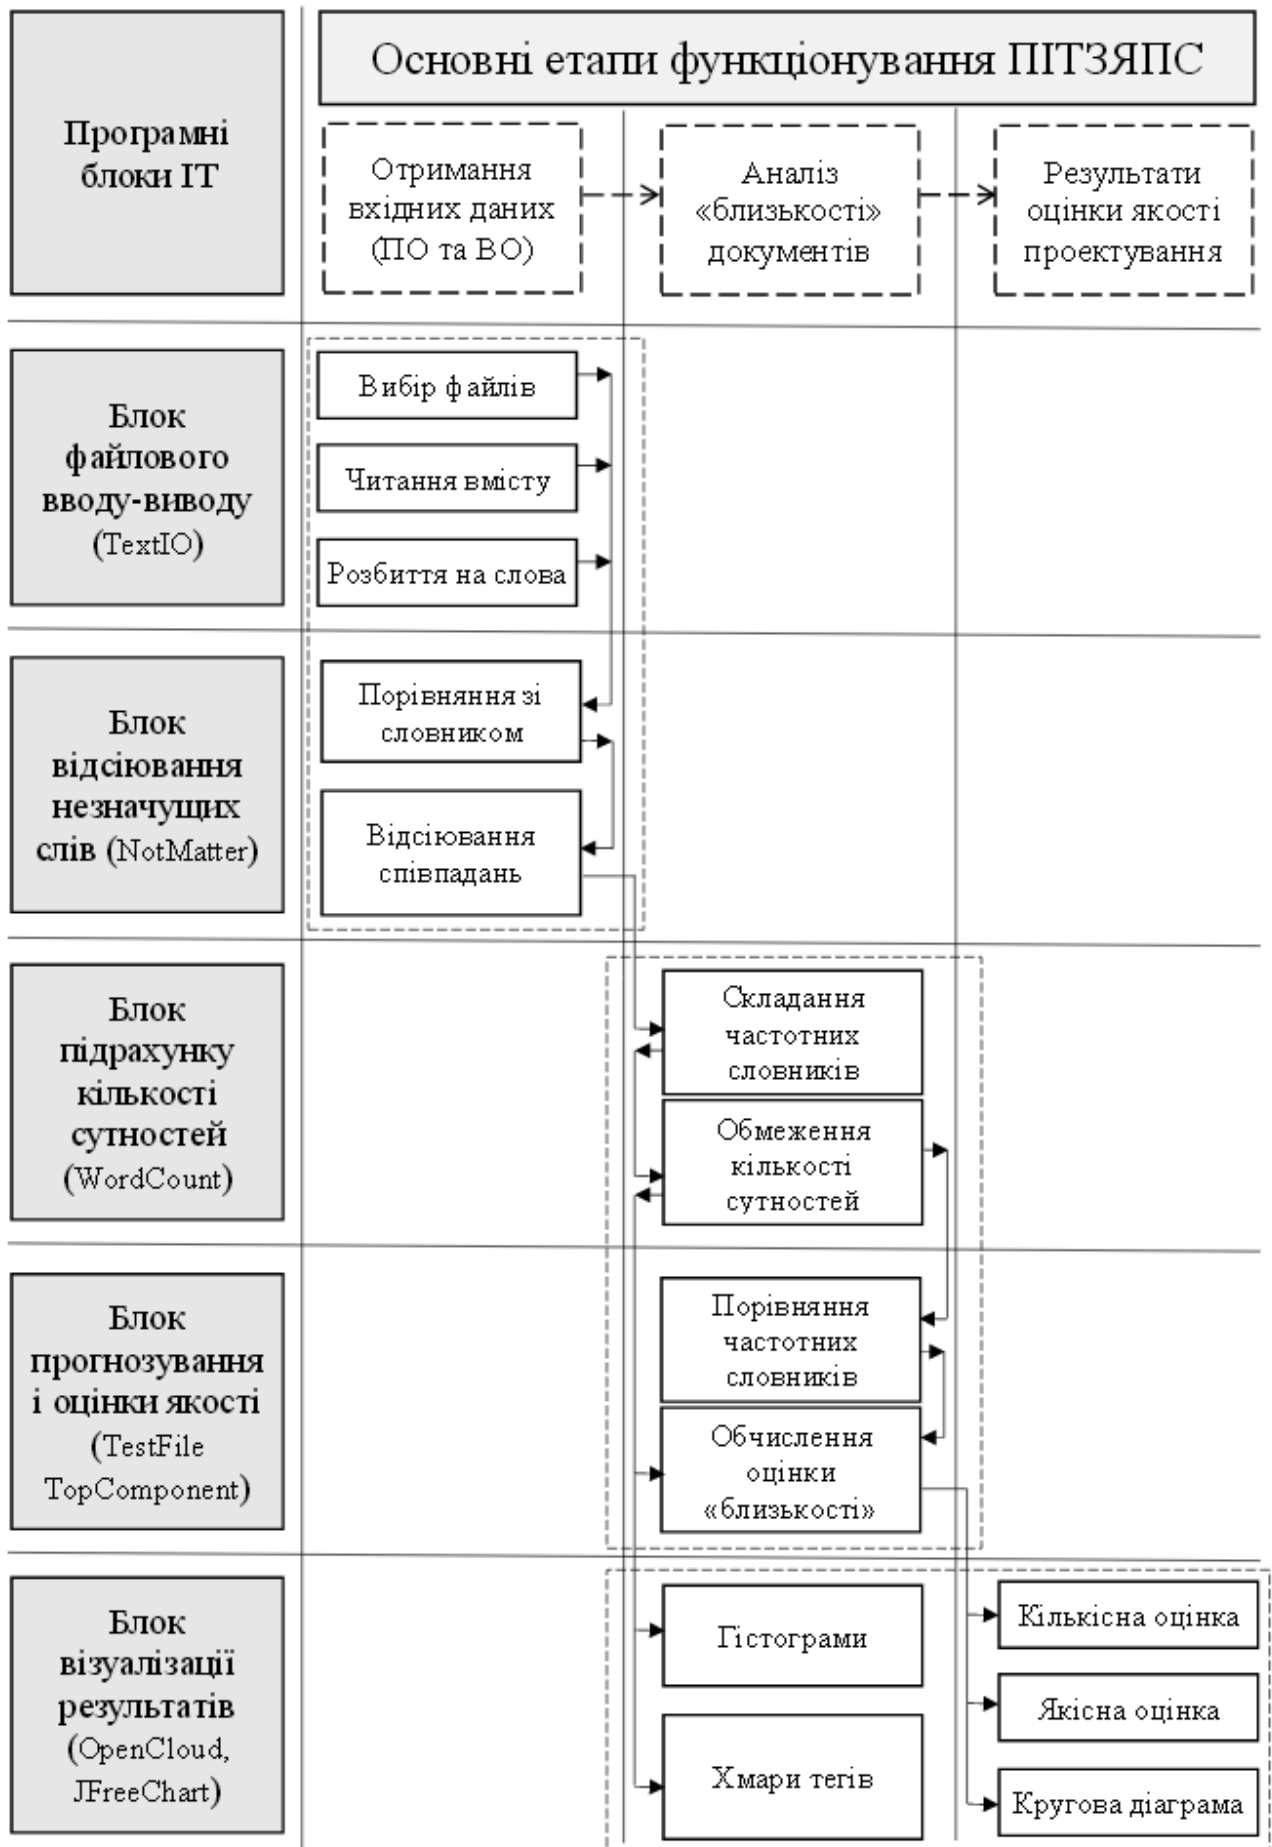 Основні етапи функціонування ПІТЗЯПС
Програмні
блоки ІТ
Отримання
вхідних даних
(ПО та ВО)
Аналіз
«близькості»
документів
Результати
оцінки якості
проектування
Блок
файлового
вводу-виводу
(TextIO)
Вибір файлів
Читання вмісту
Розбиття на слова
Блок
відсіювання
незначущих
слів (NotMatter)
Порівняння зі
словником
Відсіювання
співпадань
Блок
підрахунку
кількості
сутностей
(WordCount)
Складання
частотних
словників
Обмеження
кількості
сутностей
Блок
прогнозування
і оцінки якості
(TestFile
TopComponent)
Порівняння
частотних
словників
Обчислення
оцінки
«близькості»
Блок
візуалізації
результатів
(OpenCloud,
JFreeChart)
Гістограми
Хмари тегів
Кількісна оцінка
Якісна оцінка
Кругова діаграма